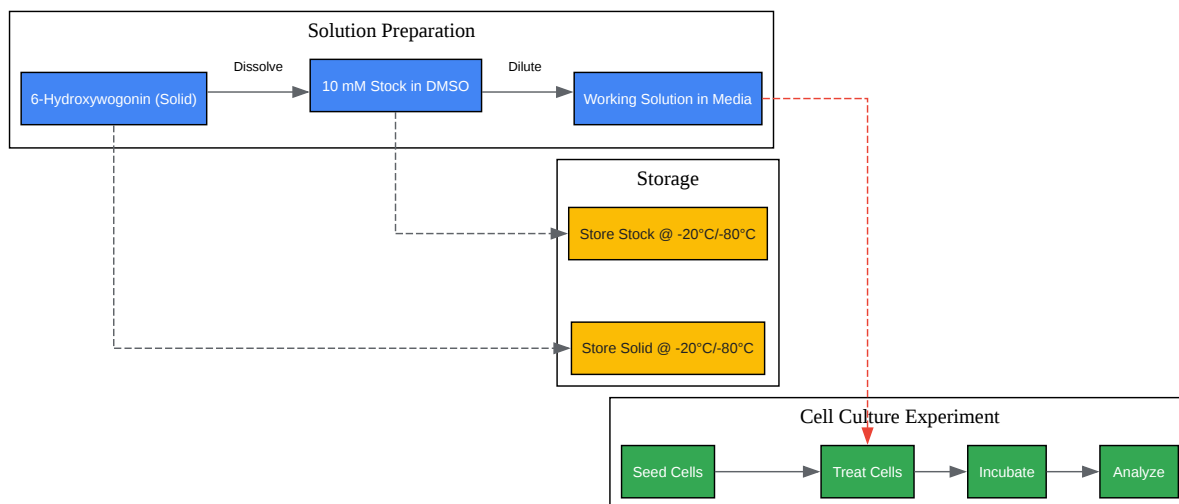 Solution Preparation
Dissolve
Dilute
6-Hydroxywogonin (Solid)
10 mM Stock in DMSO
Working Solution in Media
Storage
Store Stock @ -20°C/-80°C
Store Solid @ -20°C/-80°C
Cell Culture Experiment
Seed Cells
Treat Cells
Incubate
Analyze